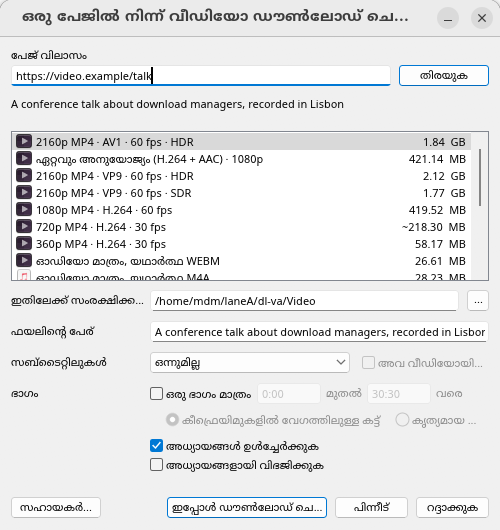 ഒരു പേജിൽ നിന്ന് വീഡിയോ ഡൗൺലോഡ് ചെ...
പേജ് വിലാസം
https://video.example/talk
തിരയുക
A conference talk about download managers, recorded in Lisbon
2160p MP4 · AV1 · 60 fps · HDR 1.84 GB
ഏറ്റവും അനുയോജ്യം (H.264 + AAC) · 1080p 421.14 MB
2160p MP4 · VP9 · 60 fps · HDR 2.12 GB
2160p MP4 · VP9 · 60 fps · SDR 1.77 GB
1080p MP4 · H.264 · 60 fps 419.52 MB
720p MP4 · H.264 · 30 fps ~218.30 MB
360p MP4 · H.264 · 30 fps 58.17 MB
ഓഡിയോ മാത്രം, യഥാർത്ഥ WEBM 26.61 MB
ഓഡിയോ മാത്രം, യഥാർത്ഥ M4A 28.23 MB
ഇതിലേക്ക് സംരക്ഷിക്ക... /home/mdm/laneA/dl-va/Video ...
ഫയലിന്റെ പേര് A conference talk about download managers, recorded in Lisbon
സബ്ടൈറ്റിലുകൾ ഒന്നുമില്ല അവ വീഡിയോയി...
ഭാഗം ഒരു ഭാഗം മാത്രം 0:00 മുതൽ 30:30 വരെ
കീഫ്രെയിമുകളിൽ വേഗത്തിലുള്ള കട്ട് കൃത്യമായ ...
അധ്യായങ്ങൾ ഉൾച്ചേർക്കുക
അധ്യായങ്ങളായി വിഭജിക്കുക
സഹായകർ... ഇപ്പോൾ ഡൗൺലോഡ് ചെ... പിന്നീട് റദ്ദാക്കുക